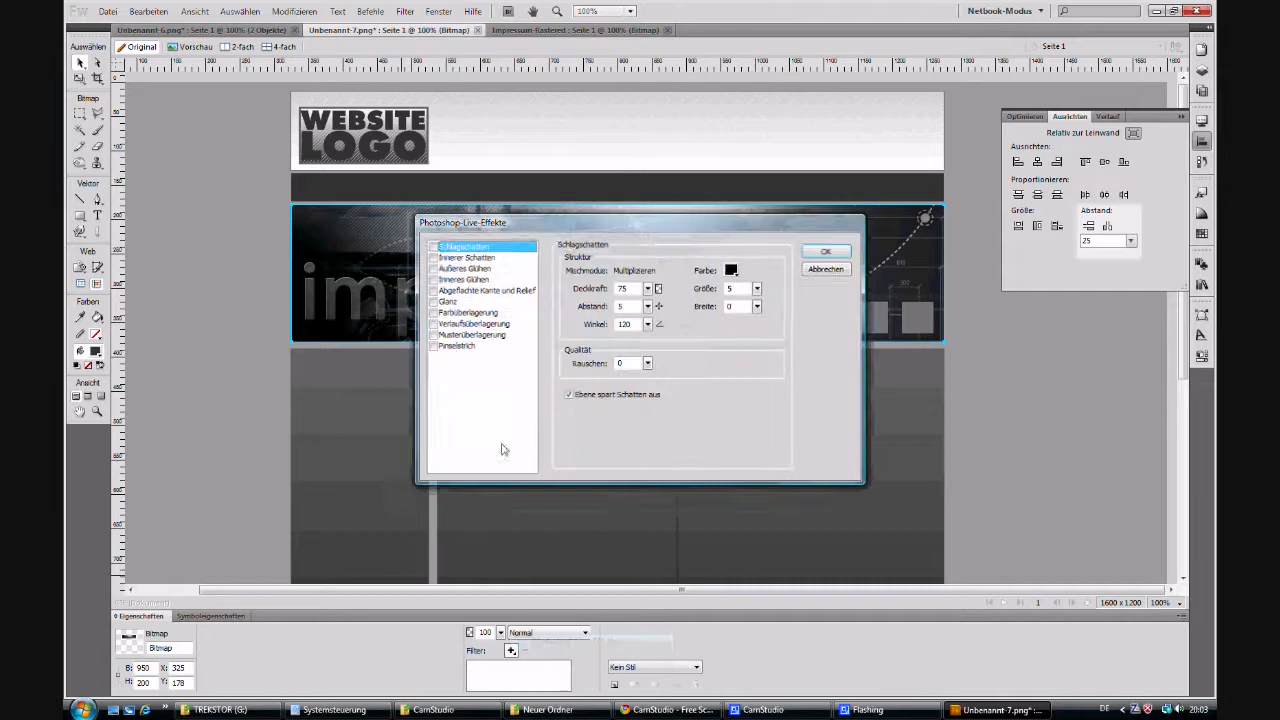 Fw Datei Bearbeiten Ansicht Auswählen Modifizieren Text Befehle Filter Fenster Hilfe Br 100% Netbook-Modus
Unbenannt-6.png* : Seite 1 @ 100% (2 Objekte) Unbenannt-7.png* : Seite 1 @ 100% (Bitmap) Impressum-Rastered : Seite 1 @ 100% (Bitmap)
Auswählen Original Vorschau 2-fach 4-fach Seite 1
Bitmap
WEBSITE
LOGO
Optimieren Ausrichten Verlauf
Relativ zur Leinwand
Ausrichten:
Proportionieren:
Größe: Abstand:
25
Vektor
Web
Farben
Ansicht
imp
Photoshop-Live-Effekte
Schlagschatten
Innerer Schatten
Äußeres Glühen
Inneres Glühen
Abgeflachte Kante und Relief
Glanz
Farbüberlagerung
Verlaufsüberlagerung
Musterüberlagerung
Pinselstrich
Schlagschatten
Struktur
Mischmodus: Multiplizieren Farbe:
Deckkraft: 75 Größe: 5
Abstand: 5 Breite: 0
Winkel: 120
Qualität
Rauschen: 0
Ebene spart Schatten aus
OK
Abbrechen
1 1600 x 1200 100%
Eigenschaften Symboleigenschaften
Bitmap
Bitmap
B: 950 X: 325
H: 200 Y: 178
100 Normal
Filter:
Kein Stil
TREKSTOR (G:) Systemsteuerung CamStudio Neuer Ordner CamStudio - Free Sc... CamStudio Flashing Unbenannt-7.png* :... DE 20:03